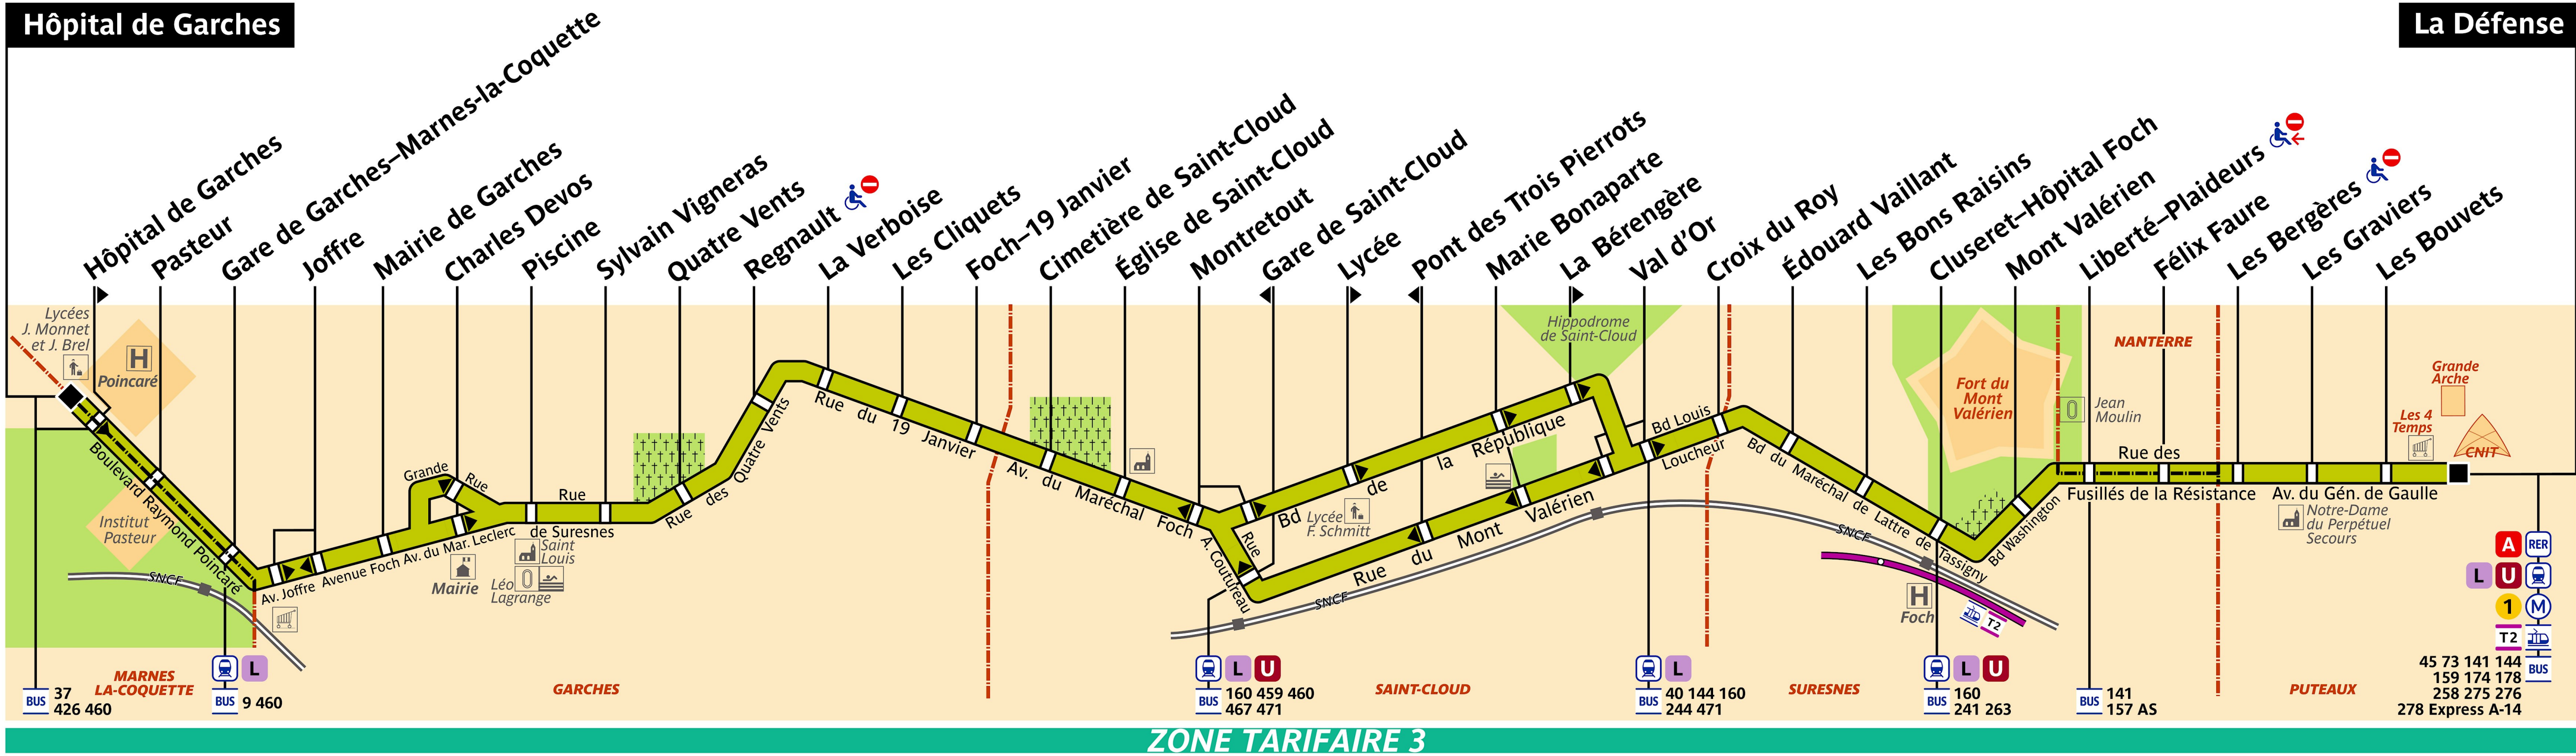 Hôpital de Garches
La Défense
Hôpital de Garches
Pasteur
Gare de Garches–Marnes-la-Coquette
Joffre
Mairie de Garches
Charles Devos
Piscine
Sylvain Vigneras
Quatre Vents
Regnault
La Verboise
Les Cliquets
Foch–19 Janvier
Cimetière de Saint-Cloud
Église de Saint-Cloud
Montretout
Gare de Saint-Cloud
Lycée
Pont des Trois Pierrots
Marie Bonaparte
La Bérengère
Val d'Or
Croix du Roy
Édouard Vaillant
Les Bons Raisins
Cluseret–Hôpital Foch
Mont Valérien
Liberté–Plaideurs
Félix Faure
Les Bergères
Les Graviers
Les Bouvets
Lycées
J. Monnet
et J. Brel
H
Poincaré
Institut
Pasteur
Boulevard Raymond Poincaré
SNCF
Av. Joffre
Avenue Foch
Av. du Mar. Leclerc
Grande Rue
Mairie
Rue
de Suresnes
Saint
Louis
Léo
Lagrange
Rue des Quatre Vents
Rue du 19 Janvier
Av. du Maréchal Foch
Rue
A. Coutureau
Bd de la République
Lycée
F. Schmitt
Rue du Mont Valérien
SNCF
Hippodrome
de Saint-Cloud
Bd Louis
Loucheur
Bd du Maréchal de Lattre de Tassigny
SNCF
H
Foch
T2
Fort du
Mont
Valérien
Bd Washington
Jean
Moulin
NANTERRE
Rue des
Fusillés de la Résistance
Av. du Gén. de Gaulle
Notre-Dame
du Perpétuel
Secours
Grande
Arche
Les 4
Temps
CNIT
MARNES
LA-COQUETTE
GARCHES
SAINT-CLOUD
SURESNES
PUTEAUX
BUS
37
426 460
L
BUS
9 460
L U
BUS
160 459 460
467 471
L
BUS
40 144 160
244 471
L U
BUS
160
241 263
BUS
141
157 AS
A RER
L U
1 M
T2
BUS
45 73 141 144
159 174 178
258 275 276
278 Express A-14
ZONE TARIFAIRE 3